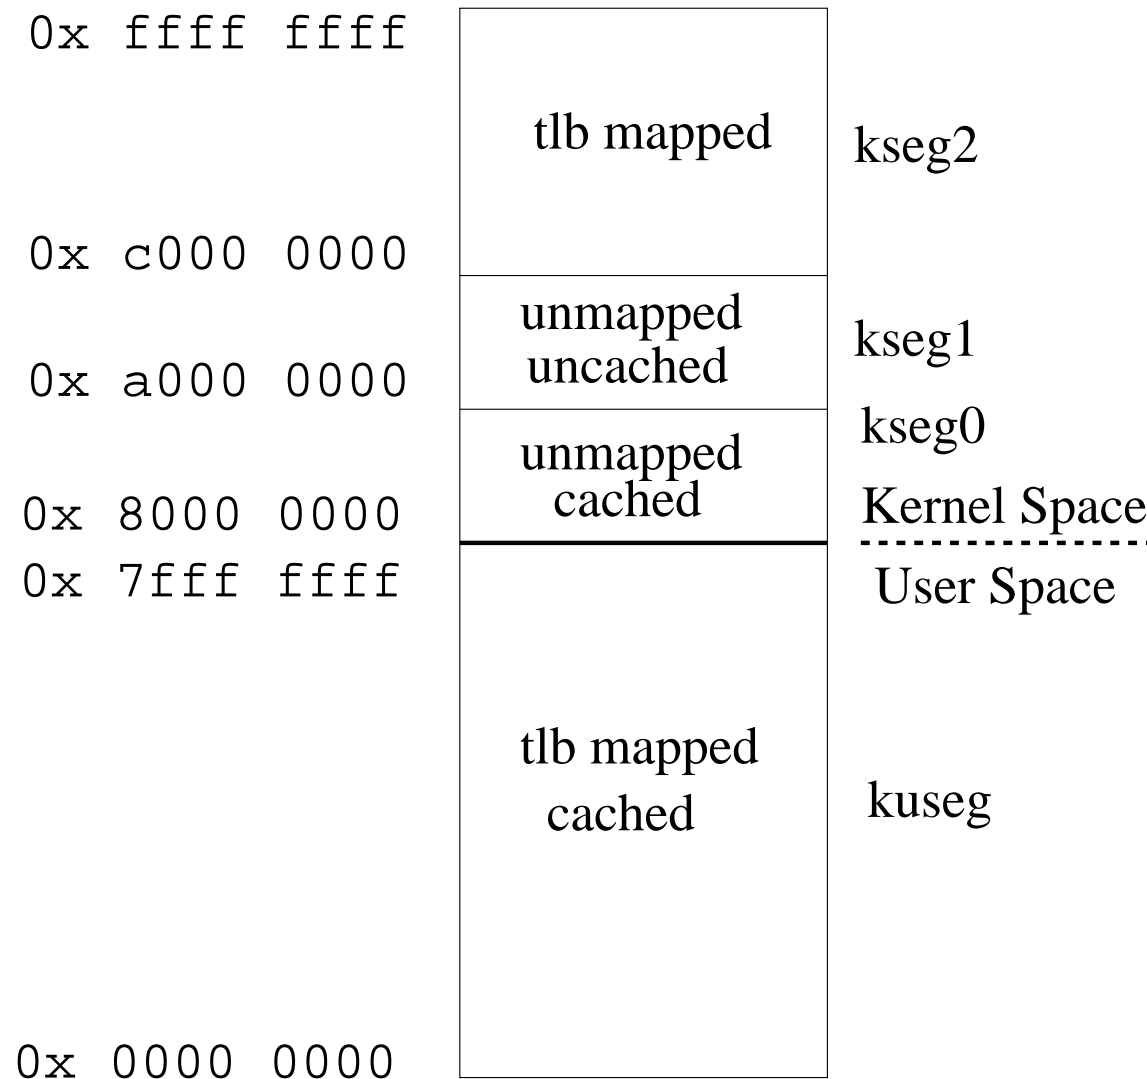 0x ffff ffff
tlb mapped
kseg2
0x c000 0000
unmapped
uncached
kseg1
0x a000 0000
kseg0
unmapped
cached
0x 8000 0000
Kernel Space
0x 7fff ffff
User Space
tlb mapped
cached
kuseg
0x 0000 0000